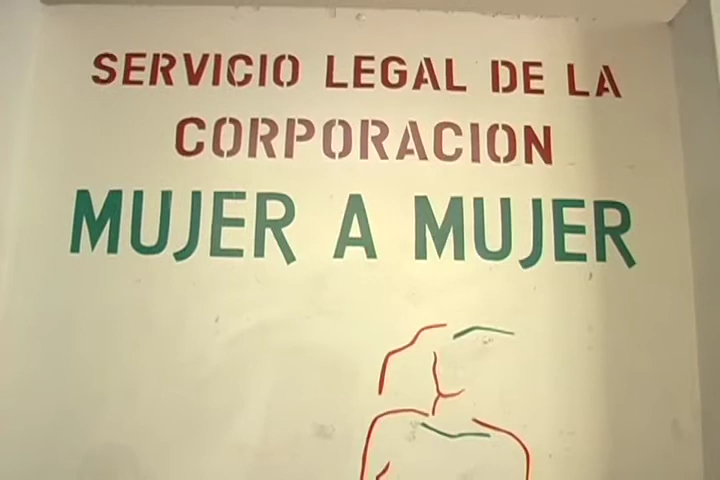 SERVICIO LEGAL DE LA
CORPORACION
MUJER A MUJER